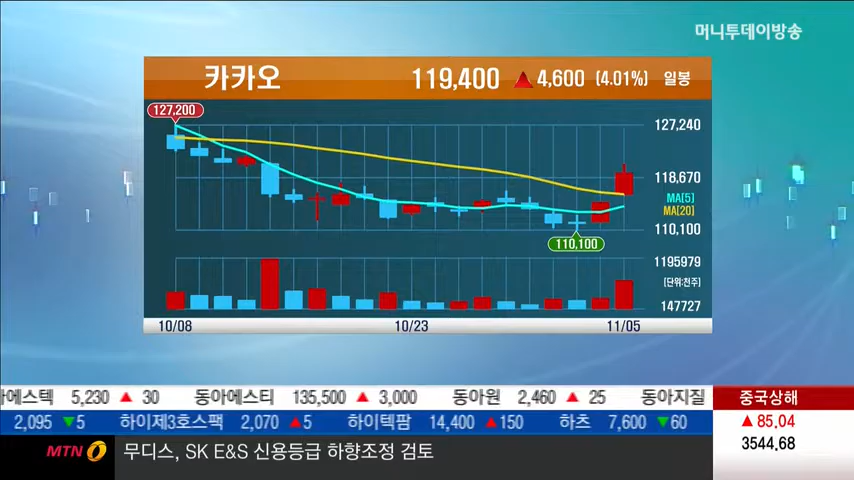 머니투데이방송
카카오 119,400 ▲ 4,600 (4.01%) 일봉
127,200
127,240
118,670
MA[5]
MA[20]
110,100
110,100
1195979
[단위:천주]
147727
10/08 10/23 11/05
아에스텍 5,230 ▲ 30 동아에스티 135,500 ▲ 3,000 동아원 2,460 ▲ 25 동아지질
2,095 ▼5 하이제3호스팩 2,070 ▲5 하이텍팜 14,400 ▲150 하츠 7,600 ▼60
중국상해
▲ 85.04
3544.68
MTN 무디스, SK E&S 신용등급 하향조정 검토